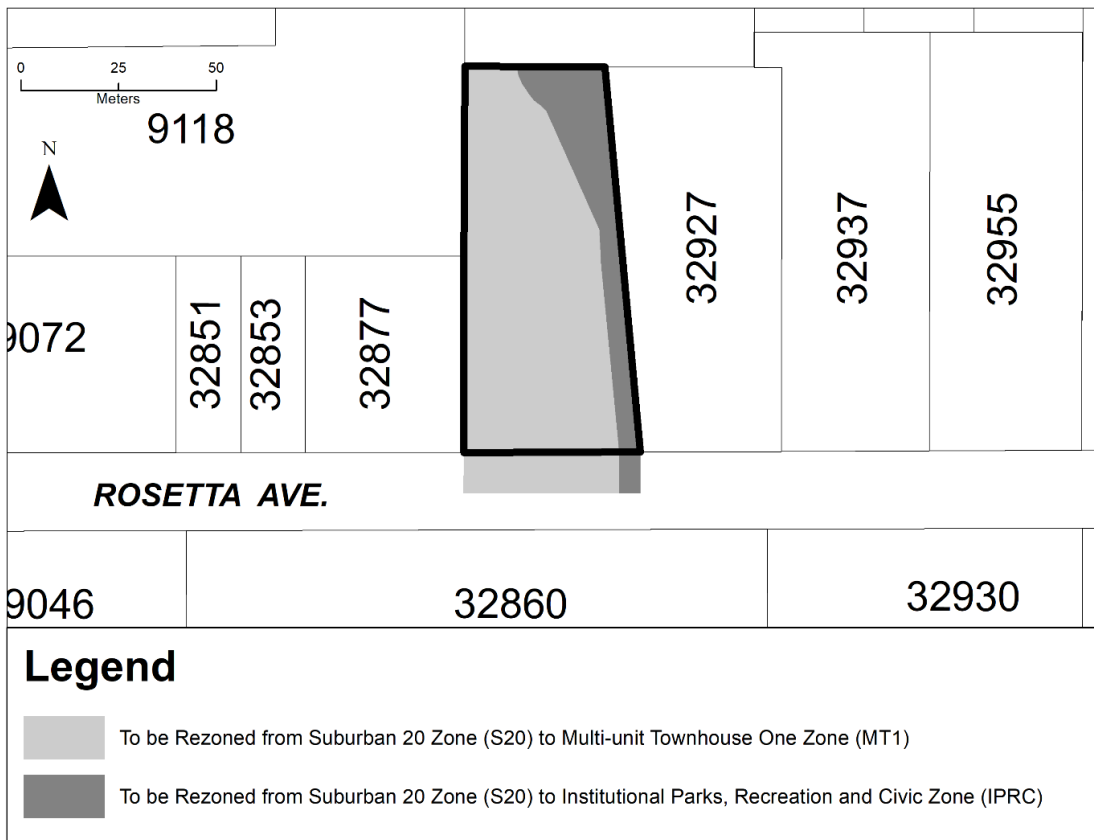 0 25 50
Meters
9118
N
32927
32937
32955
9072
32851
32853
32877
ROSETTA AVE.
9046
32860
32930
Legend
To be Rezoned from Suburban 20 Zone (S20) to Multi-unit Townhouse One Zone (MT1)
To be Rezoned from Suburban 20 Zone (S20) to Institutional Parks, Recreation and Civic Zone (IPRC)